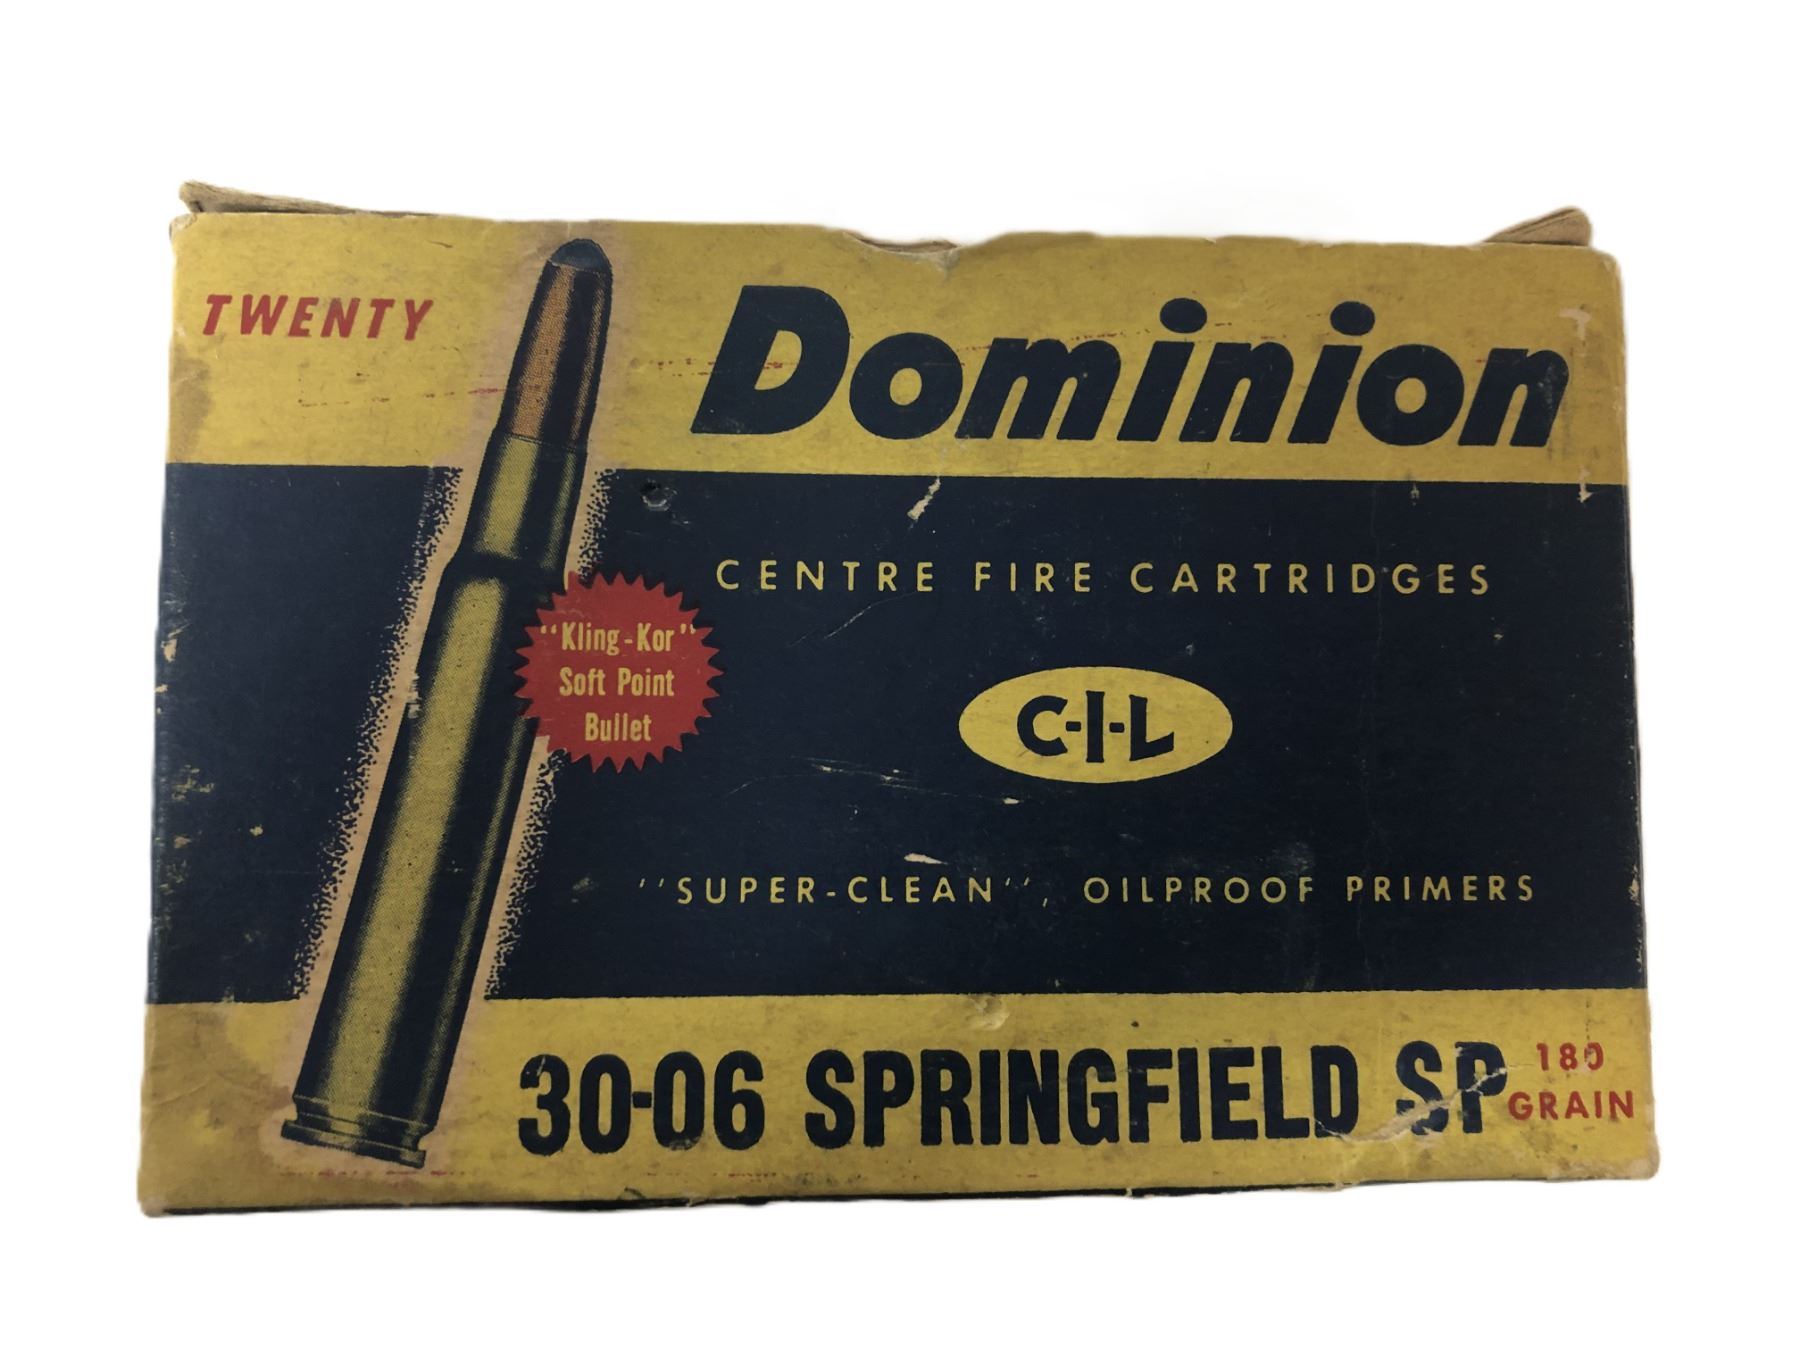 TWENTY
Dominion
CENTRE FIRE CARTRIDGES
"Kling-Kor"
Soft Point
Bullet
C-I-L
"SUPER-CLEAN", OILPROOF PRIMERS
30-06 SPRINGFIELD SP
180
GRAIN